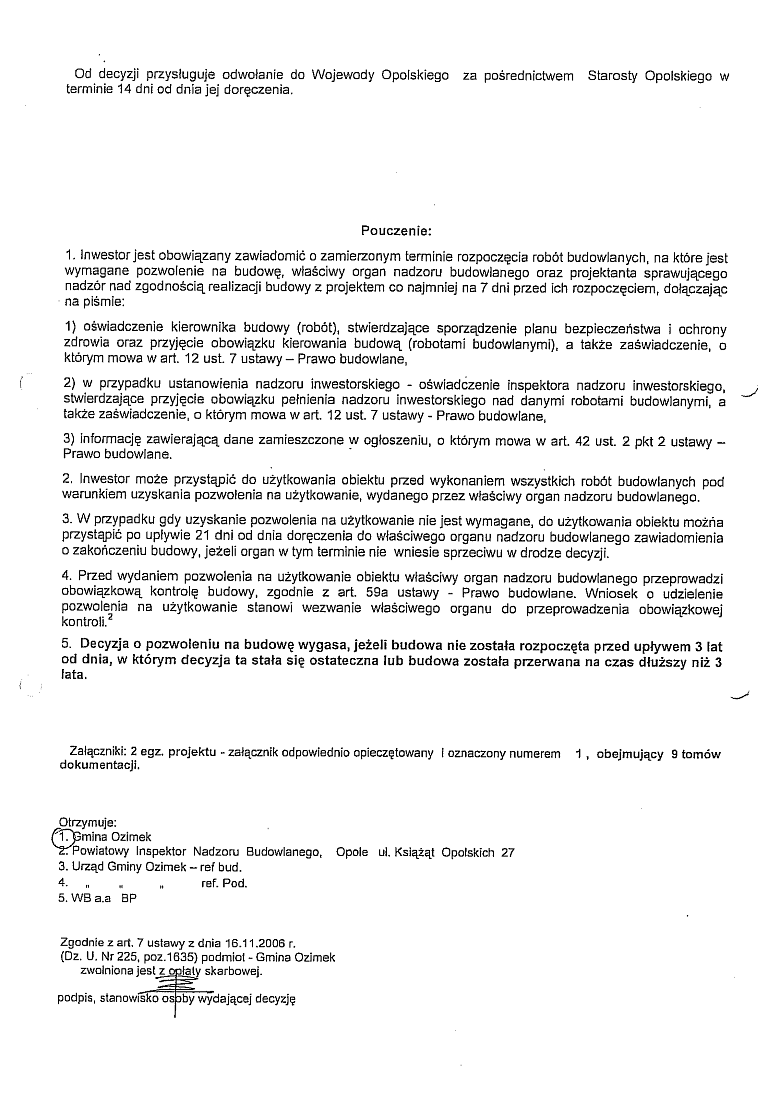 Od decyzji przysługuje odwołanie do Wojewody Opolskiego za pośrednictwem Starosty Opolskiego w
terminie 14 dni od dnia jej doręczenia.
Pouczenie:
1. Inwestor jest obowiązany zawiadomić o zamierzonym terminie rozpoczęcia robót budowlanych, na które jest
wymagane pozwolenie na budowę, właściwy organ nadzoru budowlanego oraz projektanta sprawującego
nadzór nad zgodnością realizacji budowy z projektem co najmniej na 7 dni przed ich rozpoczęciem, dołączając
na piśmie:
1) oświadczenie kierownika budowy (robót), stwierdzające sporządzenie planu bezpieczeństwa i ochrony
zdrowia oraz przyjęcie obowiązku kierowania budową (robotami budowlanymi), a także zaświadczenie, o
którym mowa w art. 12 ust. 7 ustawy – Prawo budowlane,
2) w przypadku ustanowienia nadzoru inwestorskiego - oświadczenie inspektora nadzoru inwestorskiego,
stwierdzające przyjęcie obowiązku pełnienia nadzoru inwestorskiego nad danymi robotami budowlanymi, a
także zaświadczenie, o którym mowa w art. 12 ust. 7 ustawy - Prawo budowlane,
3) informację zawierającą dane zamieszczone w ogłoszeniu, o którym mowa w art. 42 ust. 2 pkt 2 ustawy –
Prawo budowlane.
2. Inwestor może przystąpić do użytkowania obiektu przed wykonaniem wszystkich robót budowlanych pod
warunkiem uzyskania pozwolenia na użytkowanie, wydanego przez właściwy organ nadzoru budowlanego.
3. W przypadku gdy uzyskanie pozwolenia na użytkowanie nie jest wymagane, do użytkowania obiektu można
przystąpić po upływie 21 dni od dnia doręczenia do właściwego organu nadzoru budowlanego zawiadomienia
o zakończeniu budowy, jeżeli organ w tym terminie nie wniesie sprzeciwu w drodze decyzji.
4. Przed wydaniem pozwolenia na użytkowanie obiektu właściwy organ nadzoru budowlanego przeprowadzi
obowiązkową kontrolę budowy, zgodnie z art. 59a ustawy - Prawo budowlane. Wniosek o udzielenie
pozwolenia na użytkowanie stanowi wezwanie właściwego organu do przeprowadzenia obowiązkowej
kontroli.²
5. Decyzja o pozwoleniu na budowę wygasa, jeżeli budowa nie została rozpoczęta przed upływem 3 lat
od dnia, w którym decyzja ta stała się ostateczna lub budowa została przerwana na czas dłuższy niż 3
lata.
Załączniki: 2 egz. projektu - załącznik odpowiednio opieczętowany i oznaczony numerem 1 , obejmujący 9 tomów
dokumentacji.
Otrzymuje:
1. Gmina Ozimek
2. Powiatowy Inspektor Nadzoru Budowlanego, Opole ul. Książąt Opolskich 27
3. Urząd Gminy Ozimek – ref bud.
4. „ „ „ ref. Pod.
5. WB a.a BP
Zgodnie z art. 7 ustawy z dnia 16.11.2006 r.
(Dz. U. Nr 225, poz.1635) podmiot - Gmina Ozimek
zwolniona jest z opłaty skarbowej.
podpis, stanowisko osoby wydającej decyzję